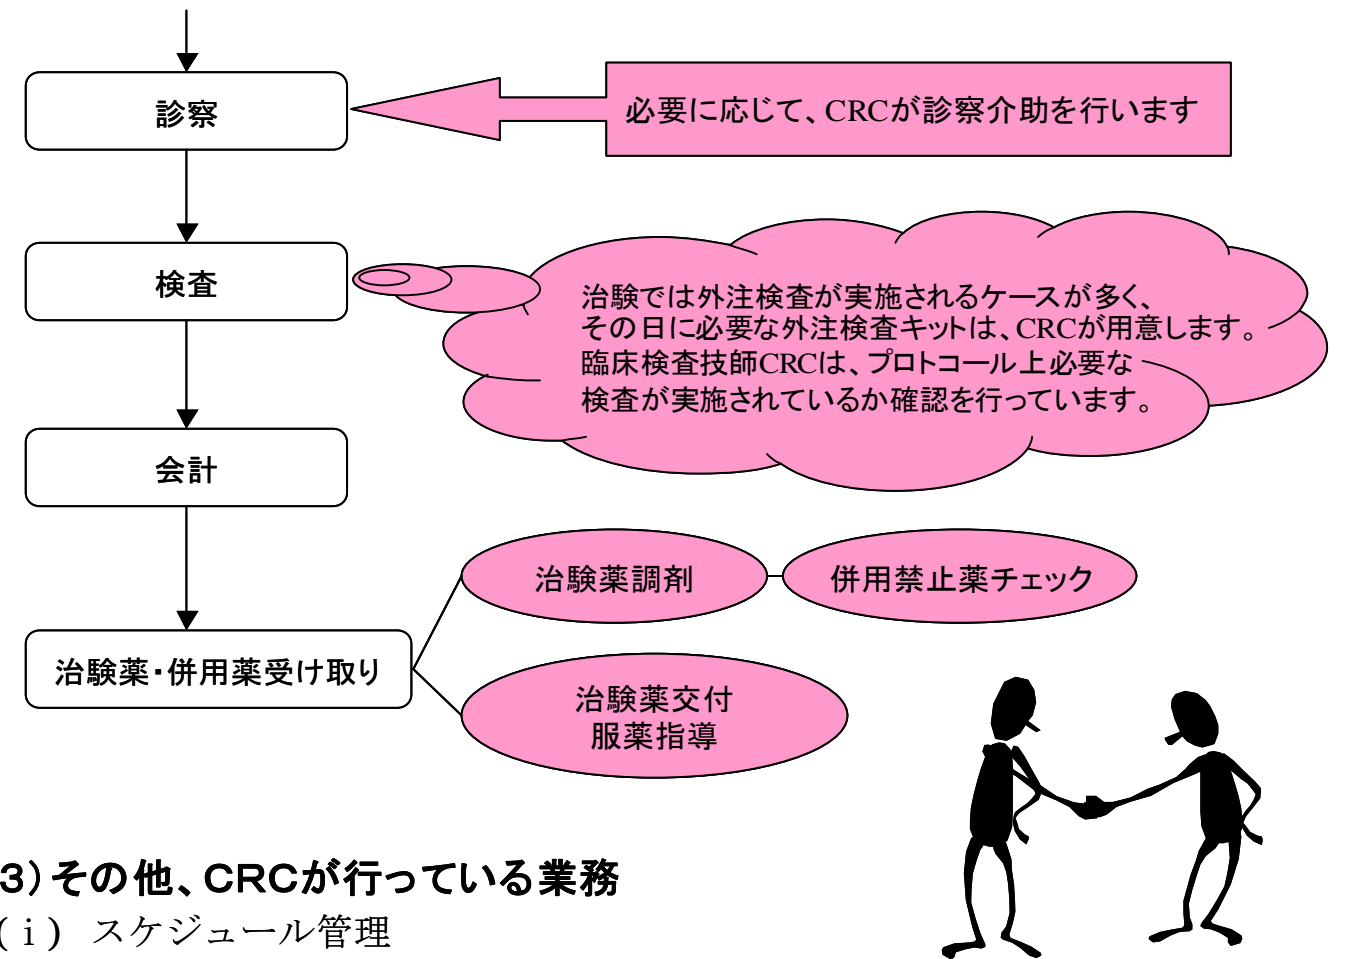 診察
必要に応じて、CRCが診察介助を行います
検査
治験では外注検査が実施されるケースが多く、
その日に必要な外注検査キットは、CRCが用意します。
臨床検査技師CRCは、プロトコール上必要な
検査が実施されているか確認を行っています。
会計
治験薬調剤
併用禁止薬チェック
治験薬・併用薬受け取り
治験薬交付
服薬指導
3）その他、CRCが行っている業務
(ｉ) スケジュール管理